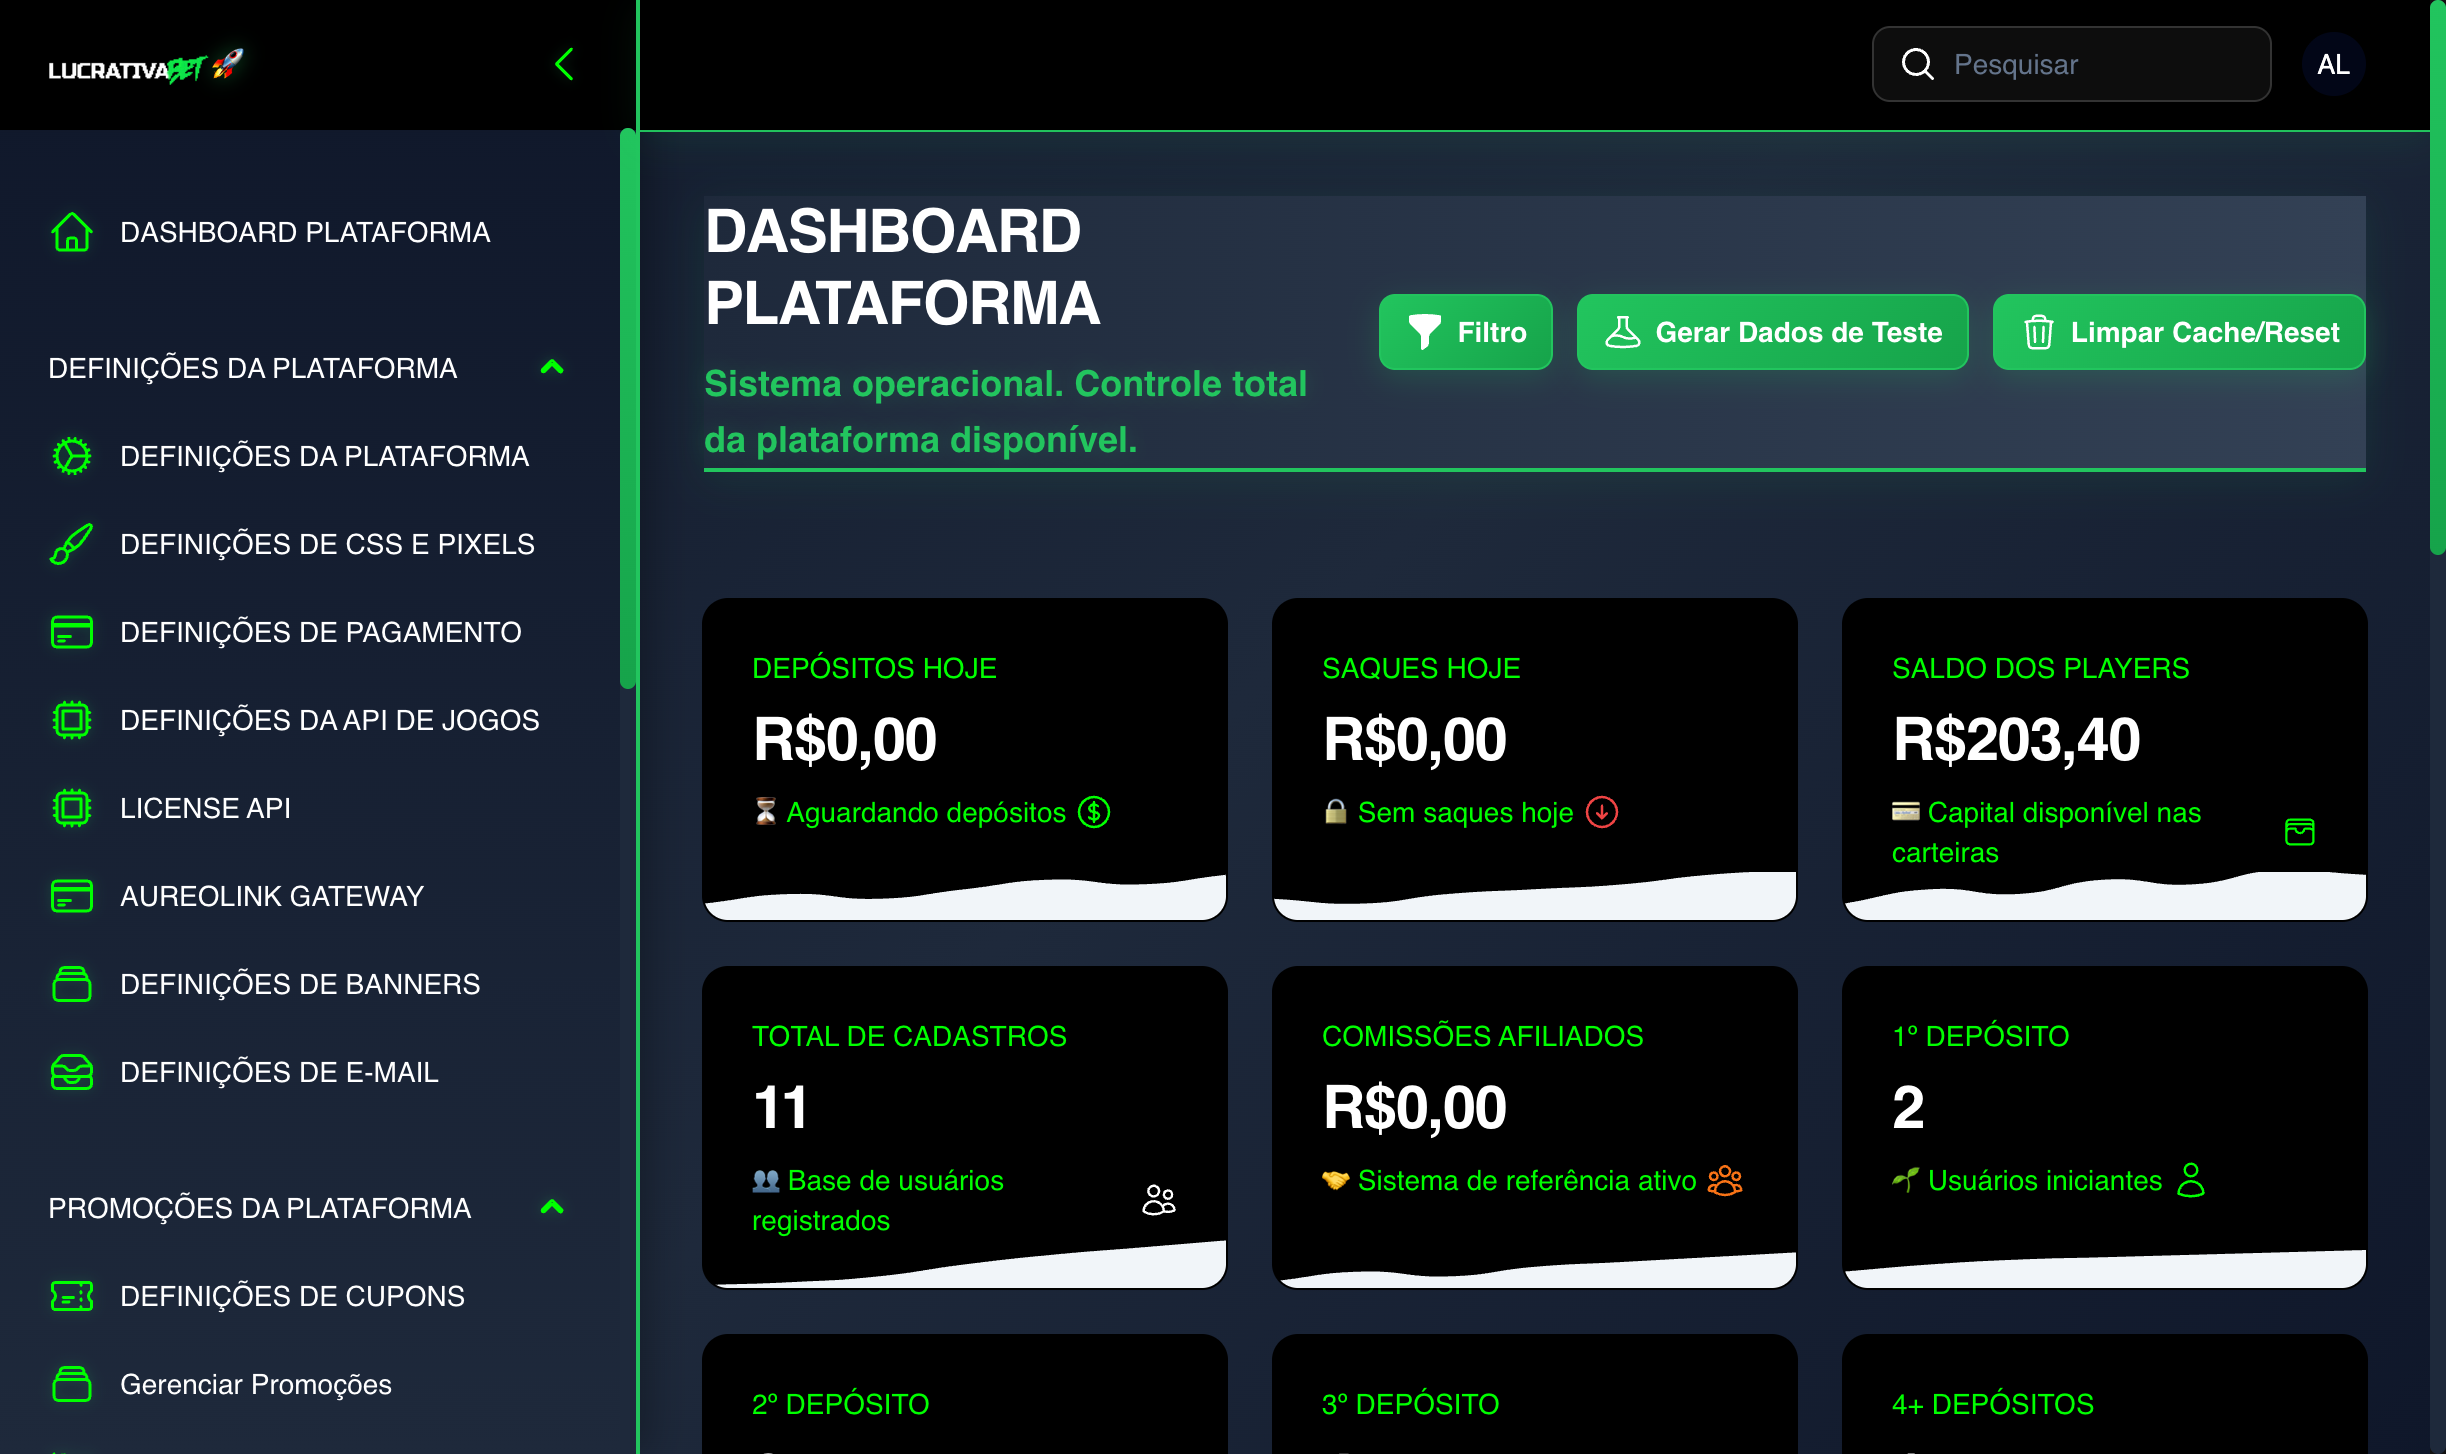 LUCRATIVABET
Pesquisar
AL
DASHBOARD PLATAFORMA
DEFINIÇÕES DA PLATAFORMA
DEFINIÇÕES DA PLATAFORMA
DEFINIÇÕES DE CSS E PIXELS
DEFINIÇÕES DE PAGAMENTO
DEFINIÇÕES DA API DE JOGOS
LICENSE API
AUREOLINK GATEWAY
DEFINIÇÕES DE BANNERS
DEFINIÇÕES DE E-MAIL
PROMOÇÕES DA PLATAFORMA
DEFINIÇÕES DE CUPONS
Gerenciar Promoções
DASHBOARD
PLATAFORMA
Sistema operacional. Controle total
da plataforma disponível.
Filtro
Gerar Dados de Teste
Limpar Cache/Reset
DEPÓSITOS HOJE
R$0,00
Aguardando depósitos
SAQUES HOJE
R$0,00
Sem saques hoje
SALDO DOS PLAYERS
R$203,40
Capital disponível nas
carteiras
TOTAL DE CADASTROS
11
Base de usuários
registrados
COMISSÕES AFILIADOS
R$0,00
Sistema de referência ativo
1º DEPÓSITO
2
Usuários iniciantes
2º DEPÓSITO
3º DEPÓSITO
4+ DEPÓSITOS